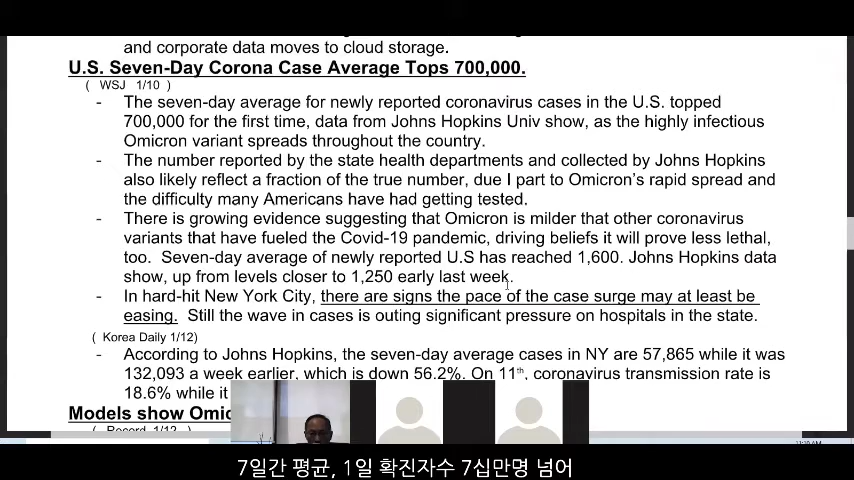 and corporate data moves to cloud storage.
U.S. Seven-Day Corona Case Average Tops 700,000.
( WSJ 1/10 )
- The seven-day average for newly reported coronavirus cases in the U.S. topped
700,000 for the first time, data from Johns Hopkins Univ show, as the highly infectious
Omicron variant spreads throughout the country.
- The number reported by the state health departments and collected by Johns Hopkins
also likely reflect a fraction of the true number, due I part to Omicron's rapid spread and
the difficulty many Americans have had getting tested.
- There is growing evidence suggesting that Omicron is milder that other coronavirus
variants that have fueled the Covid-19 pandemic, driving beliefs it will prove less lethal,
too. Seven-day average of newly reported U.S has reached 1,600. Johns Hopkins data
show, up from levels closer to 1,250 early last week.
- In hard-hit New York City, there are signs the pace of the case surge may at least be
easing. Still the wave in cases is outing significant pressure on hospitals in the state.
( Korea Daily 1/12)
- According to Johns Hopkins, the seven-day average cases in NY are 57,865 while it was
132,093 a week earlier, which is down 56.2%. On 11th, coronavirus transmission rate is
18.6% while it
Models show Omic
( Record 1/12 )
7일간 평균, 1일 확진자수 7십만명 넘어